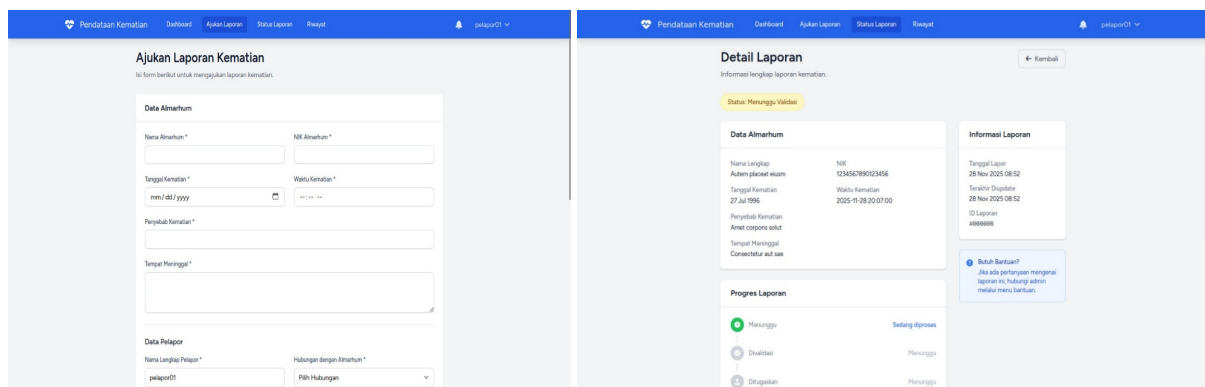 Pendataan Kematian Dashboard Ajukan Laporan Status Laporan Riwayat pelapor01
Ajukan Laporan Kematian
Isi form berikut untuk mengajukan laporan kematian.
Data Almarhum
Nama Almarhum * NIK Almarhum *
Tanggal Kematian * Waktu Kematian *
mm / dd / yyyy -- : -- --
Penyebab Kematian *
Tempat Meninggal *
Data Pelapor
Nama Lengkap Pelapor * Hubungan dengan Almarhum *
pelapor01 Pilih Hubungan
Pendataan Kematian Dashboard Ajukan Laporan Status Laporan Riwayat pelapor01
Detail Laporan
← Kembali
Informasi lengkap laporan kematian.
Status: Menunggu Validasi
Data Almarhum
Nama Lengkap NIK
Autem placeat eiusm 1234567890123456
Tanggal Kematian Waktu Kematian
27 Jul 1996 2025-11-28 20:07:00
Penyebab Kematian
Amet corporis solut
Tempat Meninggal
Consectetur aut sae
Informasi Laporan
Tanggal Lapor
28 Nov 2025 08:52
Terakhir Diupdate
28 Nov 2025 08:52
ID Laporan
#000006
Butuh Bantuan?
Jika ada pertanyaan mengenai
laporan ini, hubungi admin
melalui menu bantuan.
Progres Laporan
Menunggu Sedang diproses
Divalidasi Menunggu
Ditugaskan Menunggu